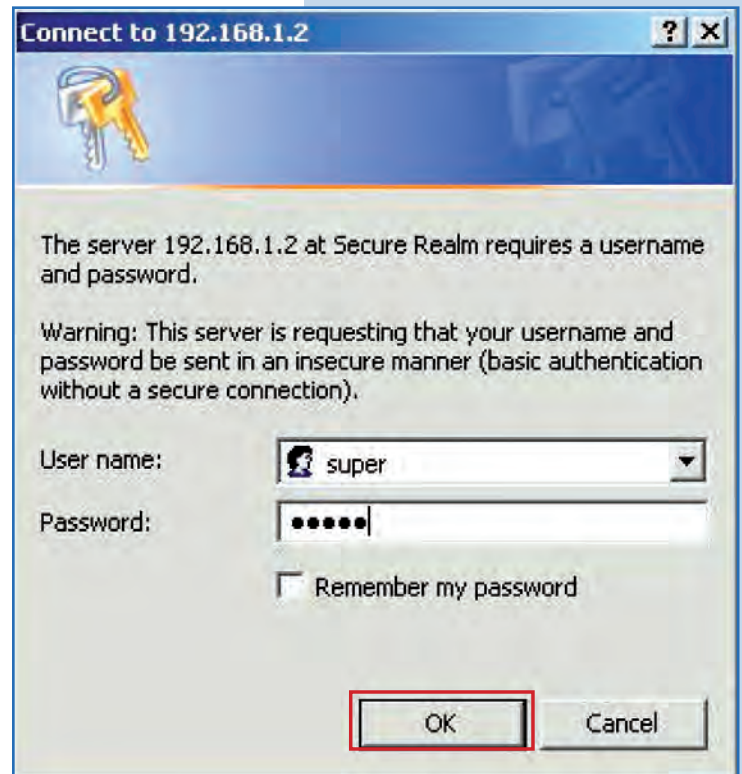 Connect to 192.168.1.2
The server 192.168.1.2 at Secure Realm requires a username
and password.
Warning: This server is requesting that your username and
password be sent in an insecure manner (basic authentication
without a secure connection).
User name:
super
Password:
•••••
Remember my password
OK
Cancel